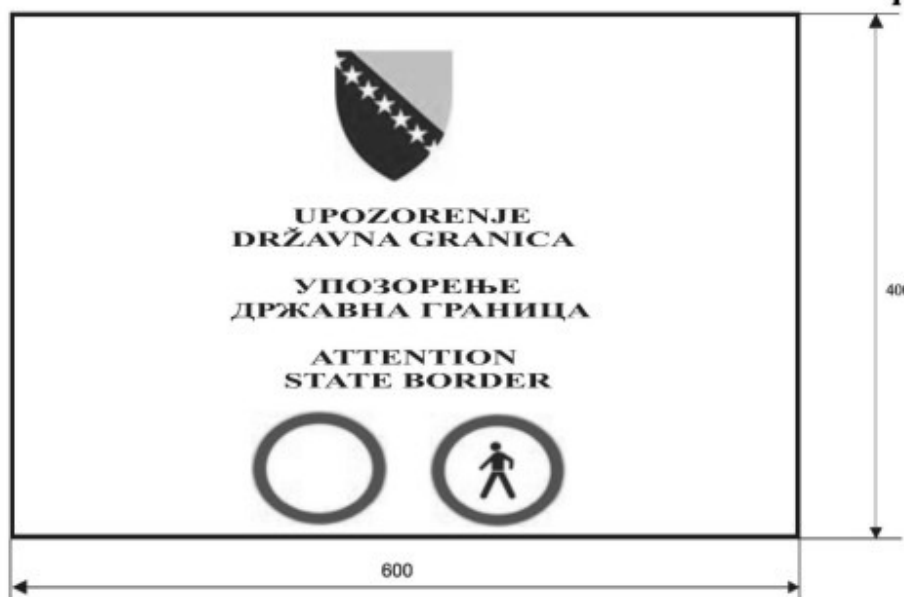 UPOZORENJE
DRŽAVNA GRANICA
УПОЗОРЕЊЕ
ДРЖАВНА ГРАНИЦА
ATTENTION
STATE BORDER
600